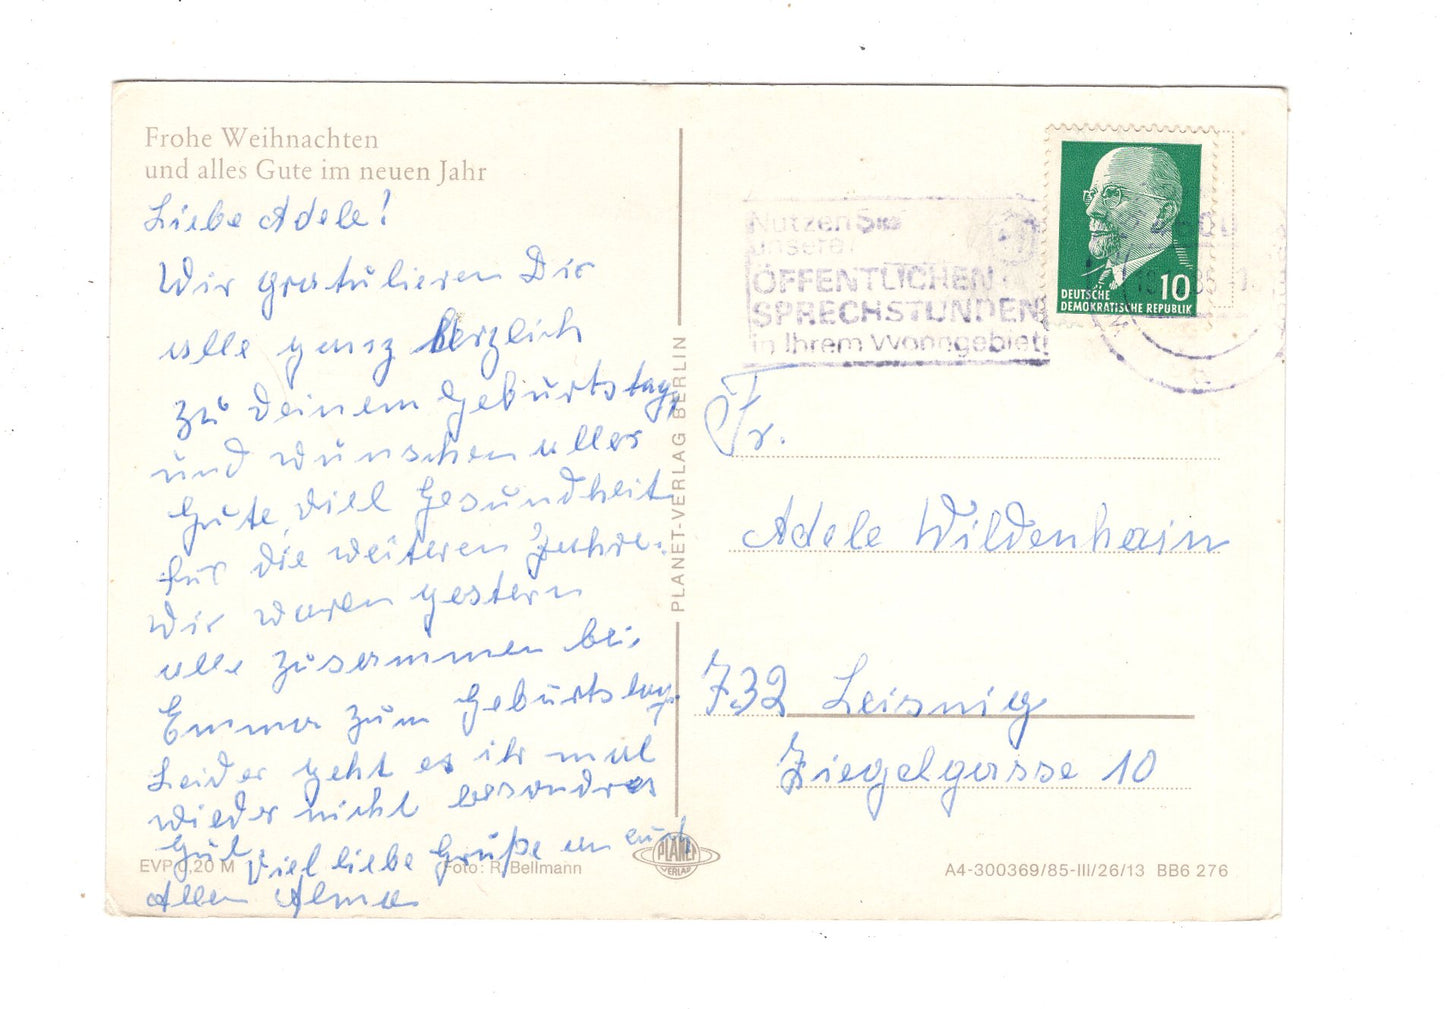 Frohe Weihnachten
und alles Gute im neuen Jahr
Liebe Adele!
Wir gratulieren Dir
alle ganz herzlich
zu deinem Geburtstag,
und wünschen alles
Gute, viel Gesundheit
für die weiteren Jahre.
Wir waren gestern
alle zusammen bei
Emma zum Geburtstag.
Leider geht es ihr mal
wieder nicht besonders
gut. Viel liebe Grüße an euch
Allen Alma
EVP 0,20 M
Foto: R. Bellmann
PLANET-VERLAG BERLIN
PLANET
VERLAG
Nutzen Sie
unsere
ÖFFENTLICHEN
SPRECHSTUNDEN
in Ihrem Wohngebiet
DEUTSCHE
DEMOKRATISCHE REPUBLIK
10
Fr.
Adele Wildenhain
732 Leisnig
Ziegelgasse 10
A4-300369/85-III/26/13 BB6 276